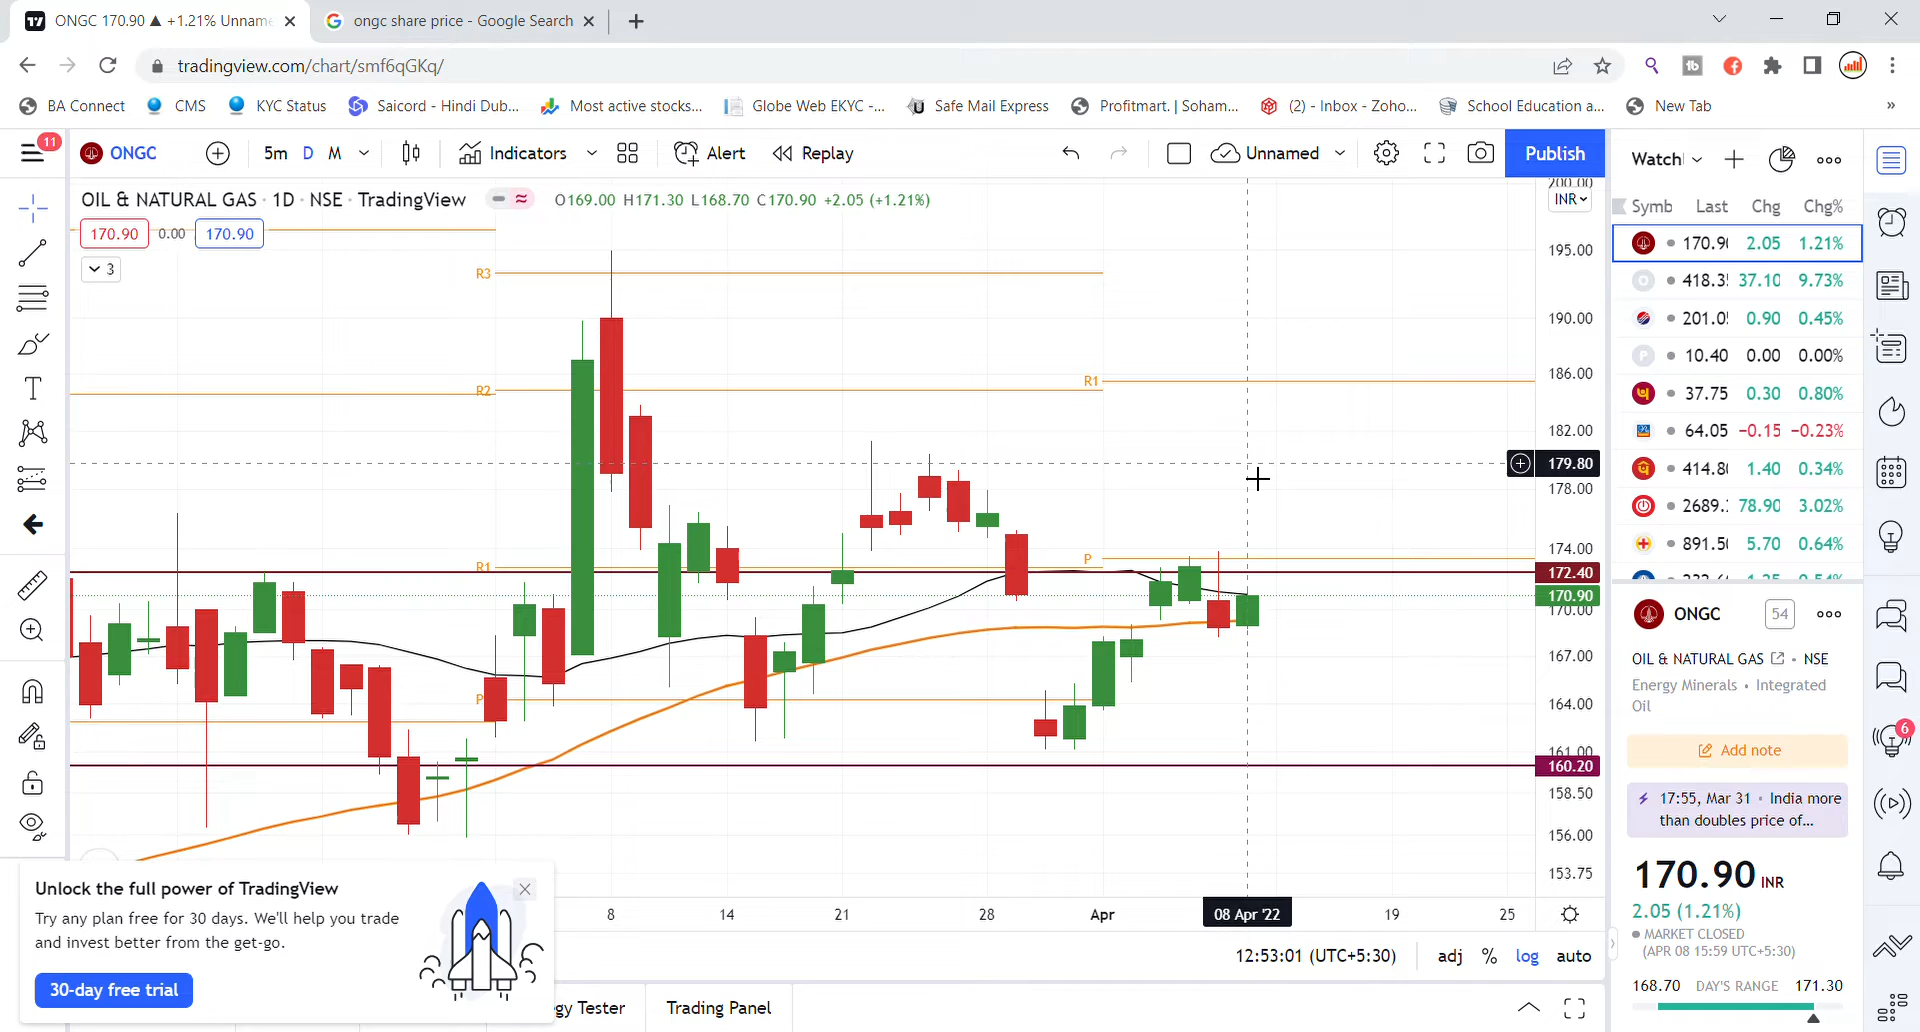 ONGC 170.90 ▲ +1.21% Unname
ongc share price - Google Search
tradingview.com/chart/smf6qGKq/
BA Connect
CMS
KYC Status
Saicord - Hindi Dub...
Most active stocks...
Globe Web EKYC -...
Safe Mail Express
Profitmart. | Soham...
(2) - Inbox - Zoho...
School Education a...
New Tab
»
11
ONGC
5m D M
Indicators
Alert
Replay
Unnamed
Publish
Watch
OIL & NATURAL GAS · 1D · NSE · TradingView
O169.00 H171.30 L168.70 C170.90 +2.05 (+1.21%)
170.90 0.00 170.90
3
R3
R2
R1
P
R1
P
200.00
INR
195.00
190.00
186.00
182.00
179.80
178.00
174.00
172.40
170.90
170.00
167.00
164.00
161.00
160.20
158.50
156.00
153.75
8 14 21 28 Apr 08 Apr '22 19 25
Symb Last Chg Chg%
170.90 2.05 1.21%
418.35 37.10 9.73%
201.05 0.90 0.45%
10.40 0.00 0.00%
37.75 0.30 0.80%
64.05 −0.15 −0.23%
414.80 1.40 0.34%
2689. 78.90 3.02%
891.50 5.70 0.64%
ONGC
54
OIL & NATURAL GAS • NSE
Energy Minerals • Integrated
Oil
Add note
17:55, Mar 31 • India more
than doubles price of...
170.90 INR
2.05 (1.21%)
MARKET CLOSED
(APR 08 15:59 UTC+5:30)
168.70 DAY'S RANGE 171.30
6
Unlock the full power of TradingView
Try any plan free for 30 days. We'll help you trade
and invest better from the get-go.
30-day free trial
12:53:01 (UTC+5:30)
adj % log auto
gy Tester
Trading Panel